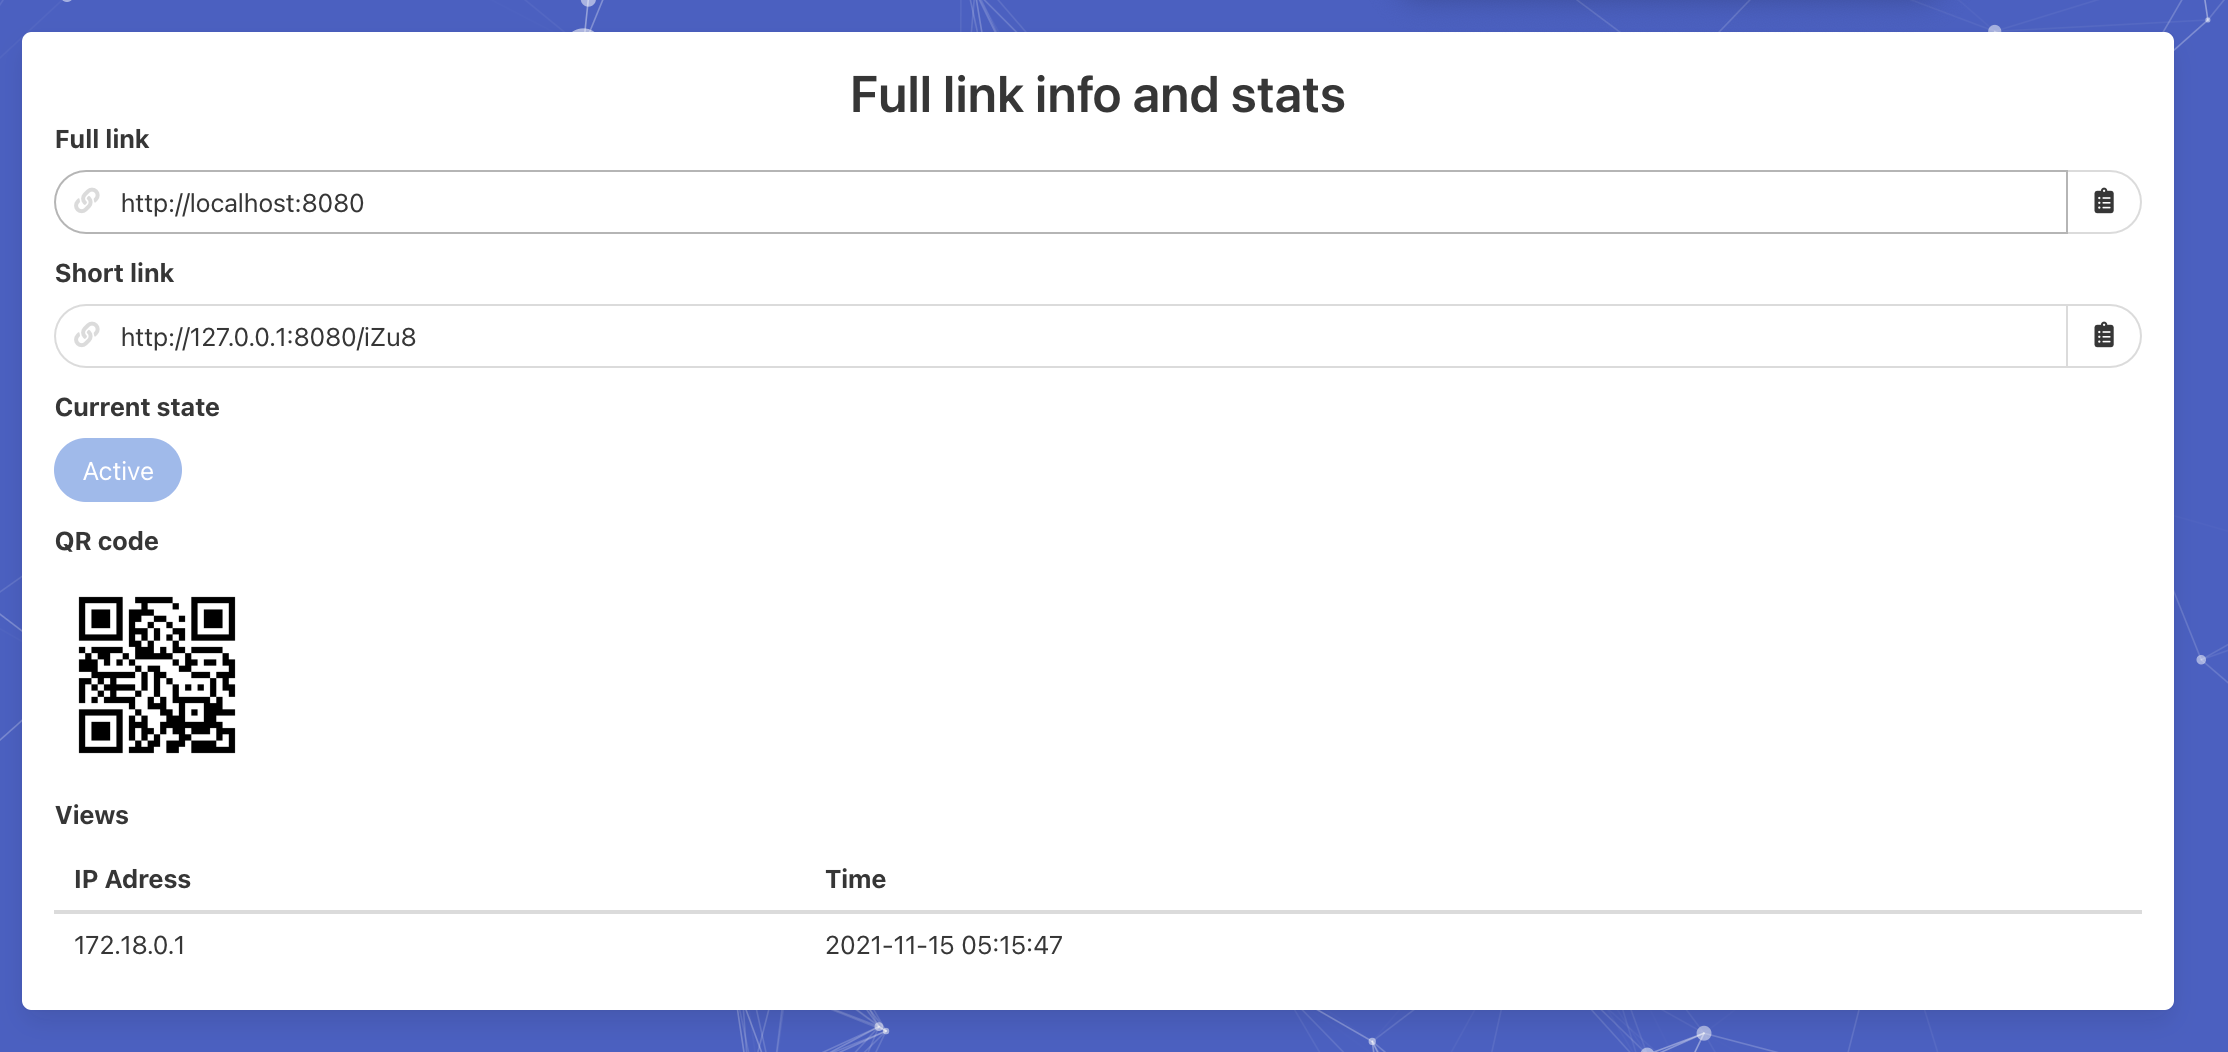 Full link info and stats
Full link
http://localhost:8080
Short link
http://127.0.0.1:8080/iZu8
Current state
Active
QR code
Views
IP Adress Time
172.18.0.1 2021-11-15 05:15:47